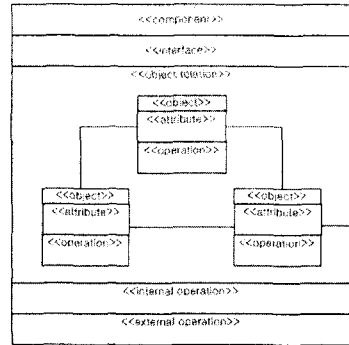 <<component>>
<<interface>>
<<object relation>>
<<object>>
<<attribute>>
<<operation>>
<<object>> <<object>>
<<attribute>> <<attribute>>
<<operation>> <<operation>>
<<internal operation>>
<<external operation>>